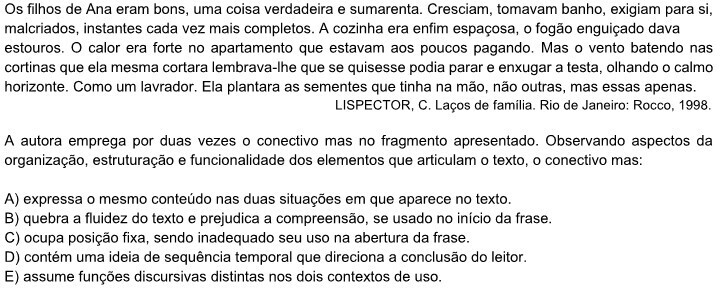 Os filhos de Ana eram bons, uma coisa verdadeira e sumarenta. Cresciam, tomavam banho, exigiam para si,
malcriados, instantes cada vez mais completos. A cozinha era enfim espaçosa, o fogão enguiçado dava
estouros. O calor era forte no apartamento que estavam aos poucos pagando. Mas o vento batendo nas
cortinas que ela mesma cortara lembrava-lhe que se quisesse podia parar e enxugar a testa, olhando o calmo
horizonte. Como um lavrador. Ela plantara as sementes que tinha na mão, não outras, mas essas apenas.
LISPECTOR, C. Laços de família. Rio de Janeiro: Rocco, 1998.
A autora emprega por duas vezes o conectivo mas no fragmento apresentado. Observando aspectos da
organização, estruturação e funcionalidade dos elementos que articulam o texto, o conectivo mas:
A) expressa o mesmo conteúdo nas duas situações em que aparece no texto.
B) quebra a fluidez do texto e prejudica a compreensão, se usado no início da frase.
C) ocupa posição fixa, sendo inadequado seu uso na abertura da frase.
D) contém uma ideia de sequência temporal que direciona a conclusão do leitor.
E) assume funções discursivas distintas nos dois contextos de uso.